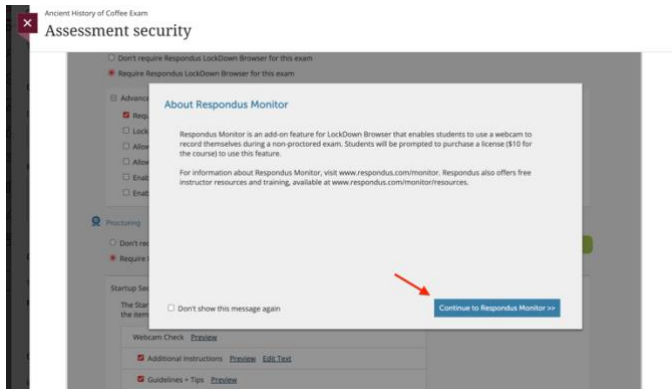 Ancient History of Coffee Exam
Assessment security
Don't require Respondus LockDown Browser for this exam
Require Respondus LockDown Browser for this exam
Advance
Requ
Lock
Allow
Allow
Enab
Enab
About Respondus Monitor
Respondus Monitor is an add-on feature for LockDown Browser that enables students to use a webcam to
record themselves during a non-proctored exam. Students will be prompted to purchase a license ($10 for
the course) to use this feature.
For information about Respondus Monitor, visit www.respondus.com/monitor. Respondus also offers free
instructor resources and training, available at www.respondus.com/monitor/resources.
Don't show this message again
Continue to Respondus Monitor >>
Proctoring
Don't req
Require
Startup Se
The Star
the item
Webcam Check Preview
Additional Instructions Preview Edit Text
Guidelines + Tips Preview